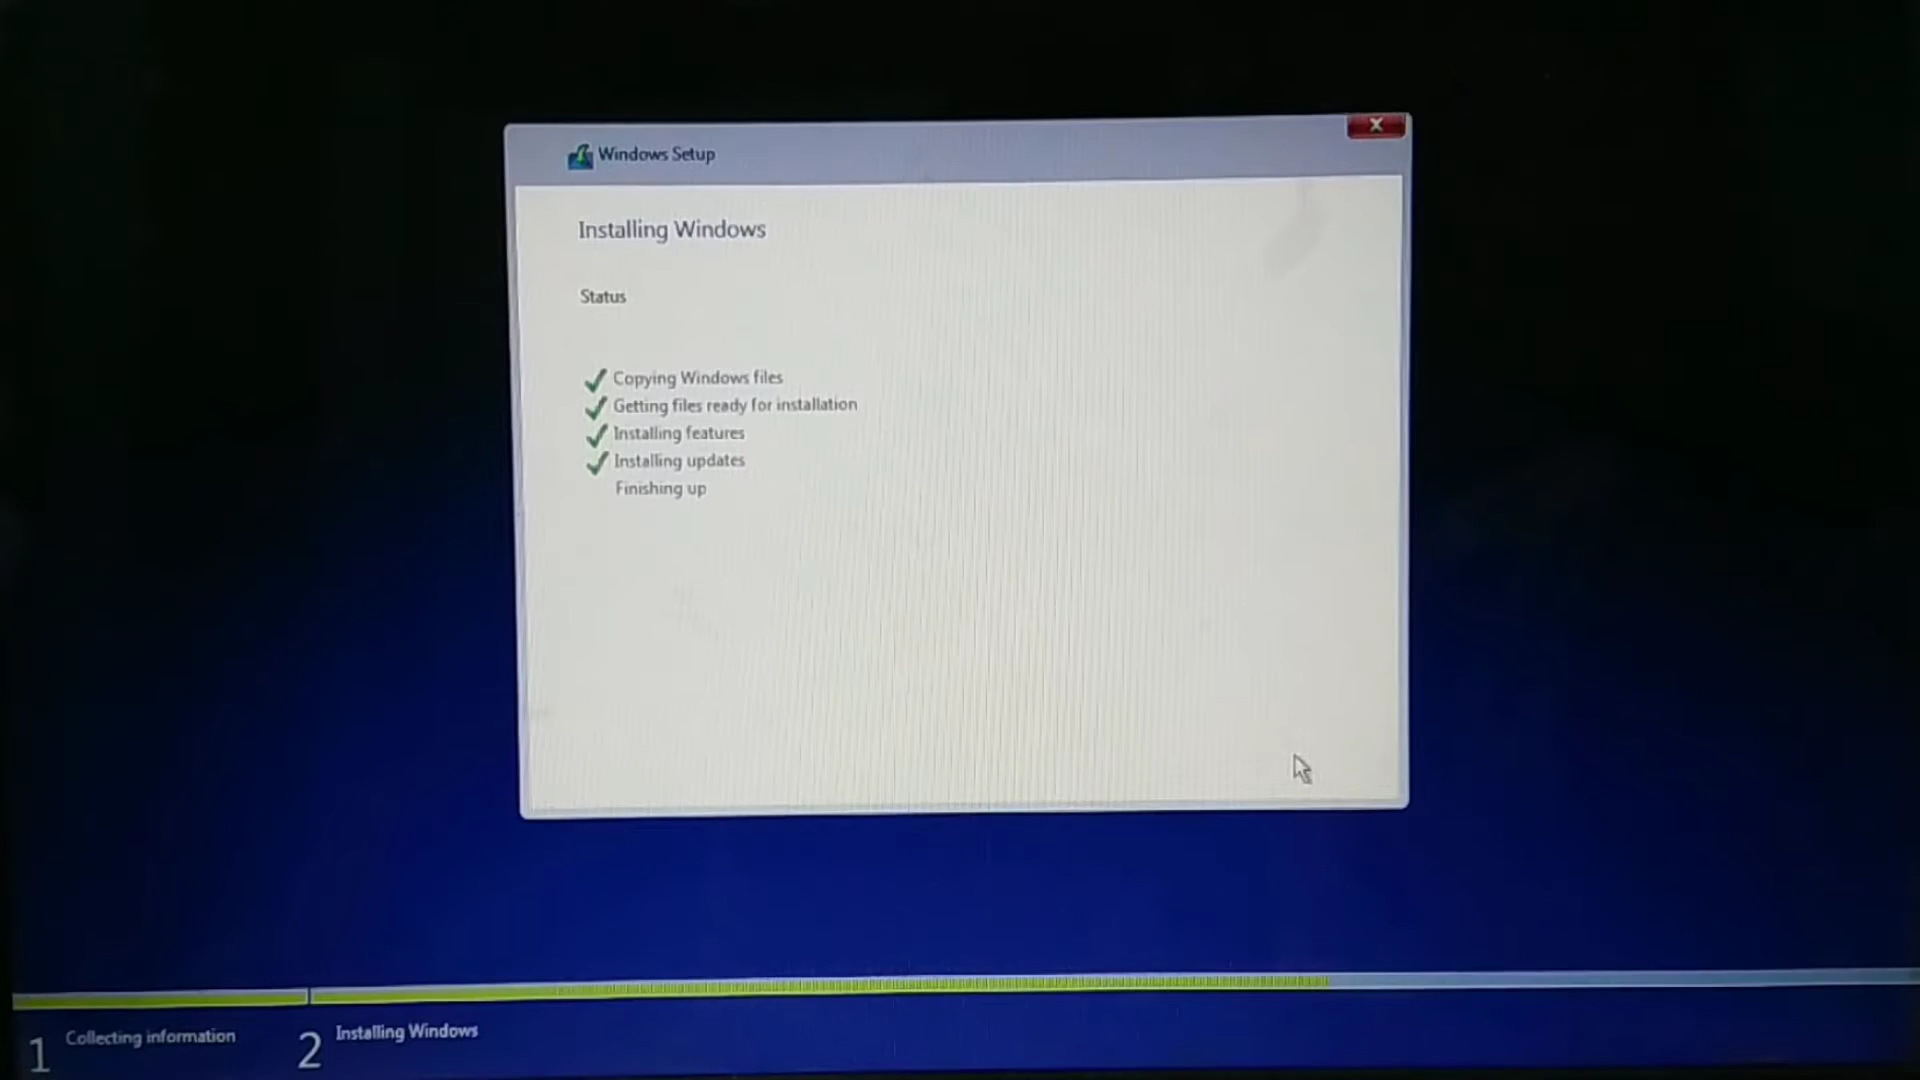 Windows Setup
Installing Windows
Status
Copying Windows files
Getting files ready for installation
Installing features
Installing updates
Finishing up
1 Collecting information
2 Installing Windows